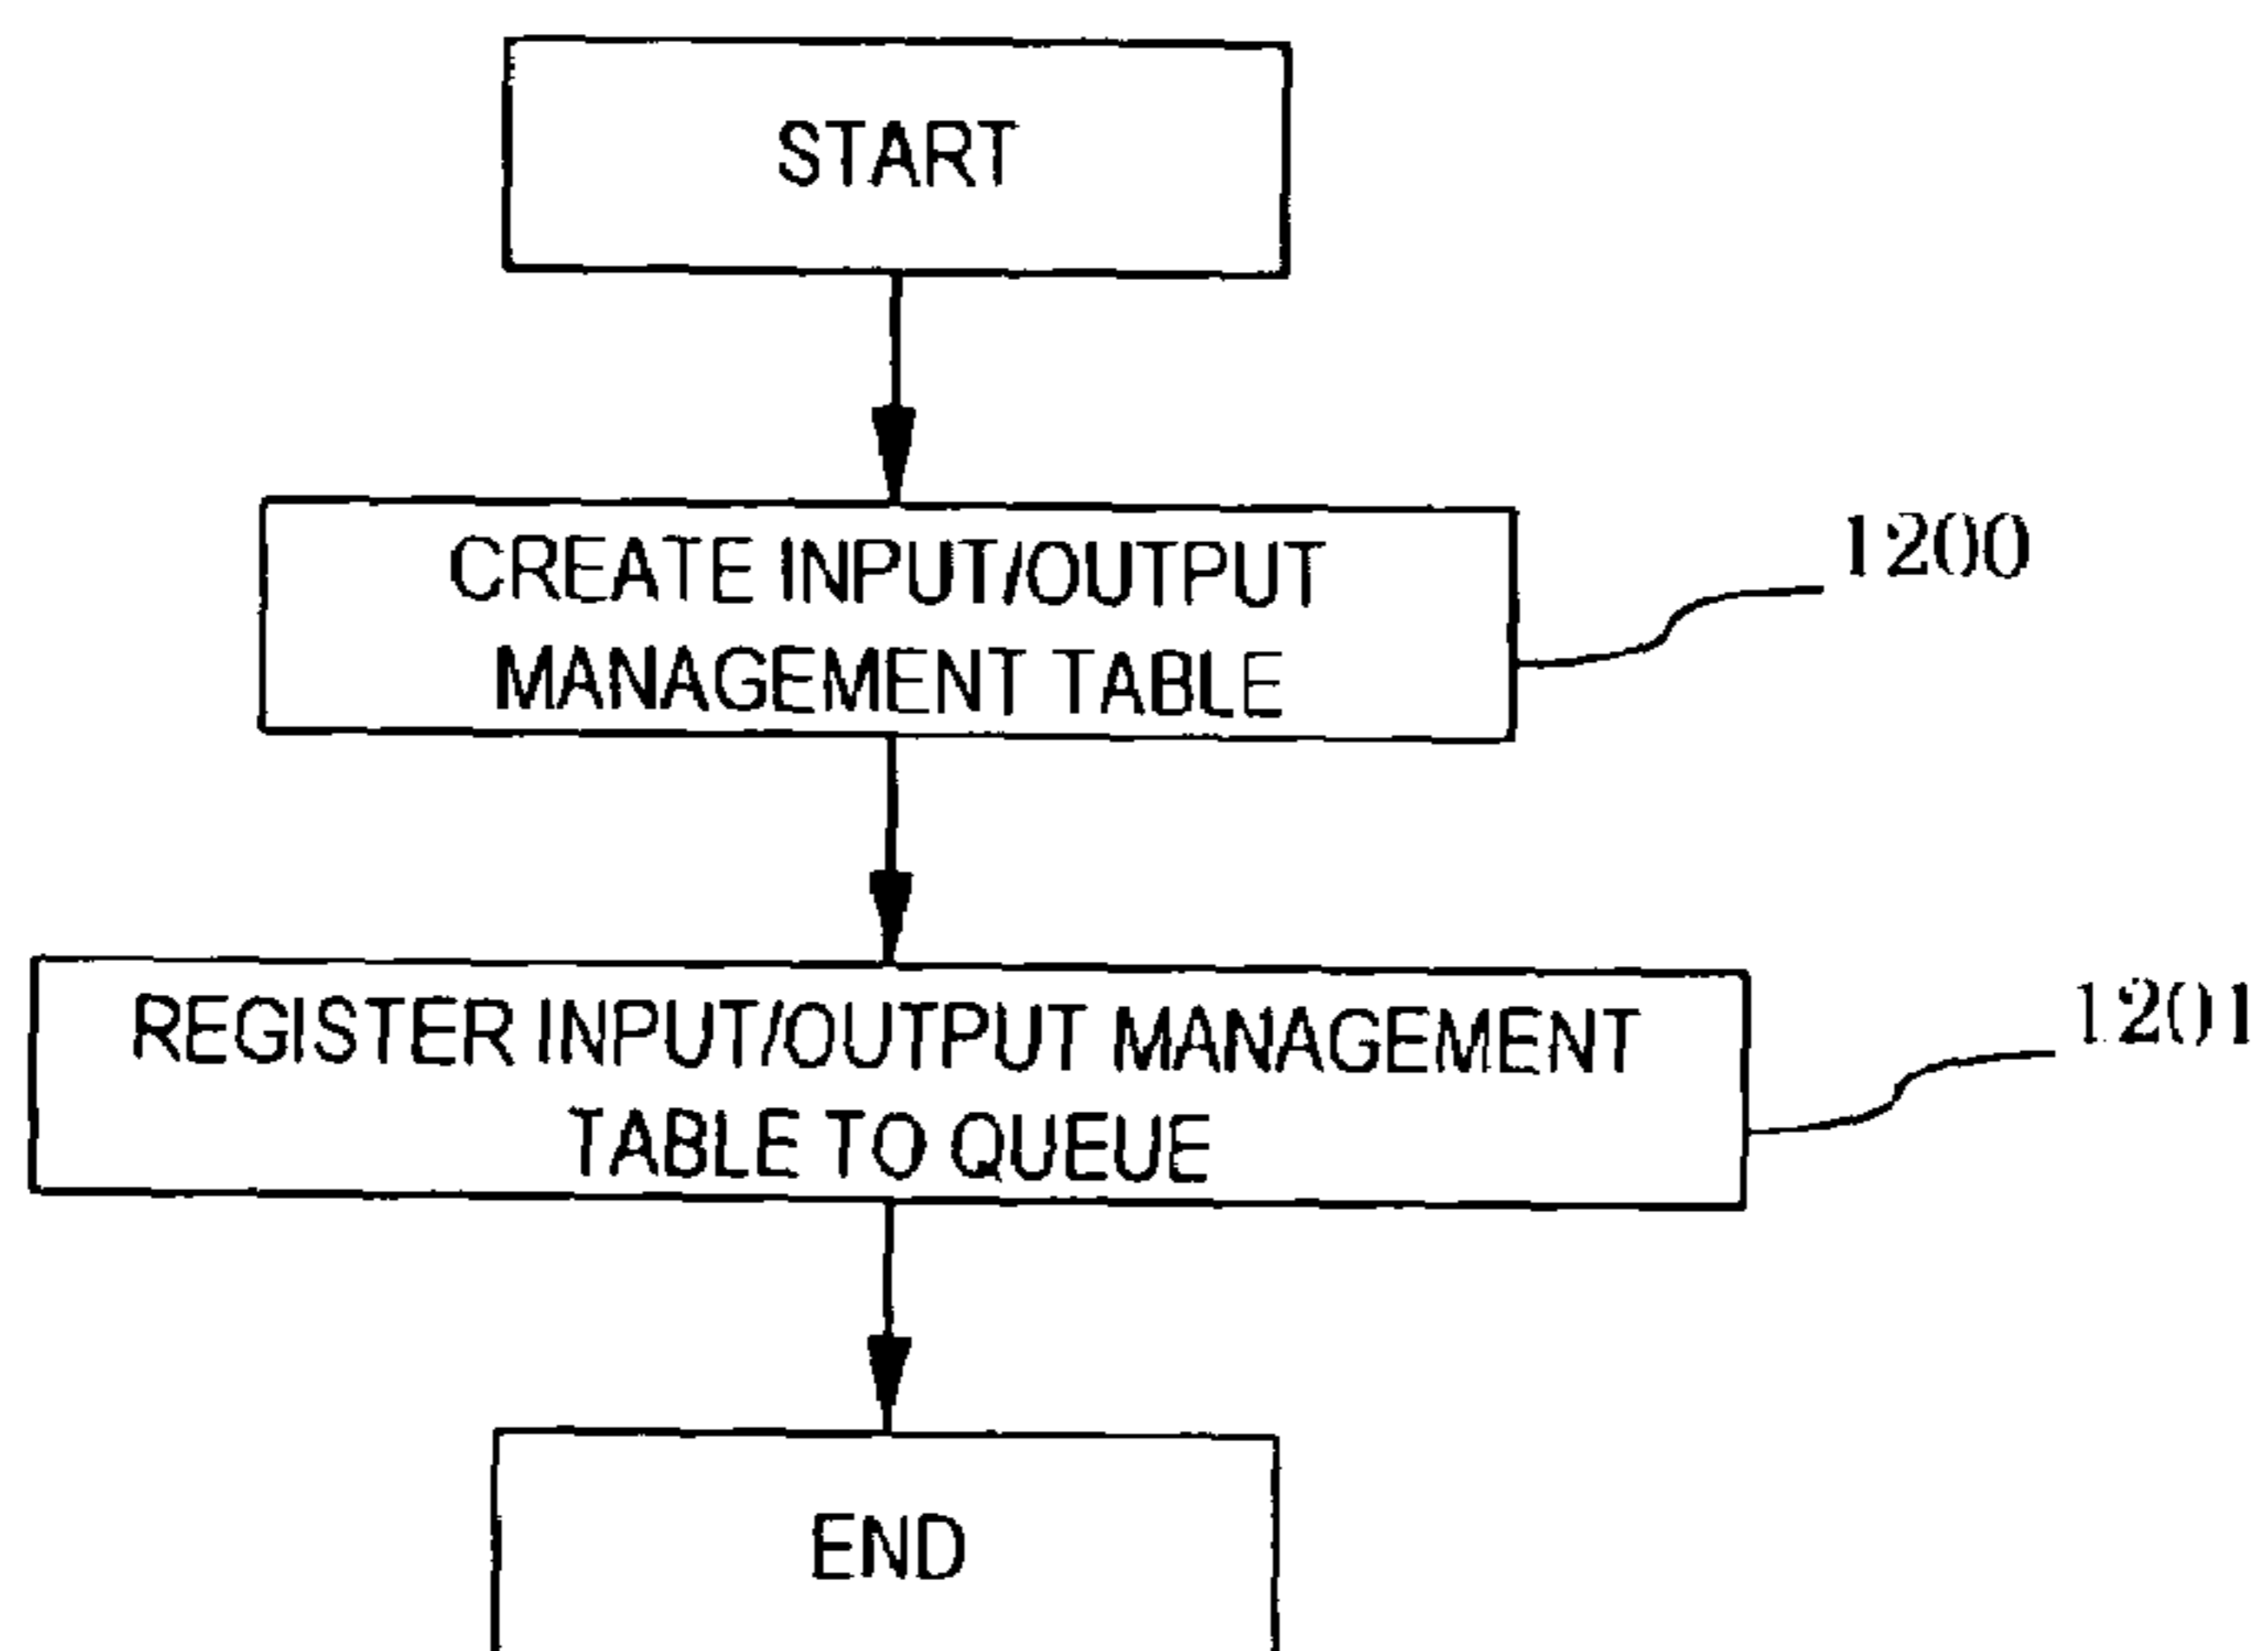 START
CREATE INPUT/OUTPUT
MANAGEMENT TABLE
1200
REGISTER INPUT/OUTPUT MANAGEMENT
TABLE TO QUEUE
1201
END